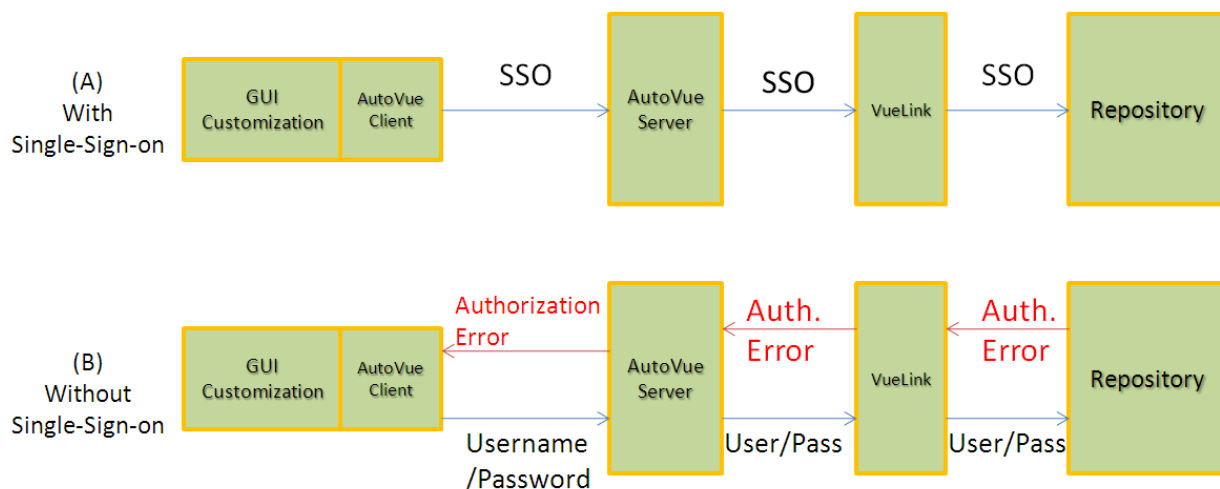 (A)
With
Single-Sign-on
GUI
Customization
AutoVue
Client
SSO
AutoVue
Server
SSO
VueLink
SSO
Repository
(B)
Without
Single-Sign-on
GUI
Customization
AutoVue
Client
Authorization
Error
Username
/Password
AutoVue
Server
Auth.
Error
User/Pass
VueLink
Auth.
Error
User/Pass
Repository